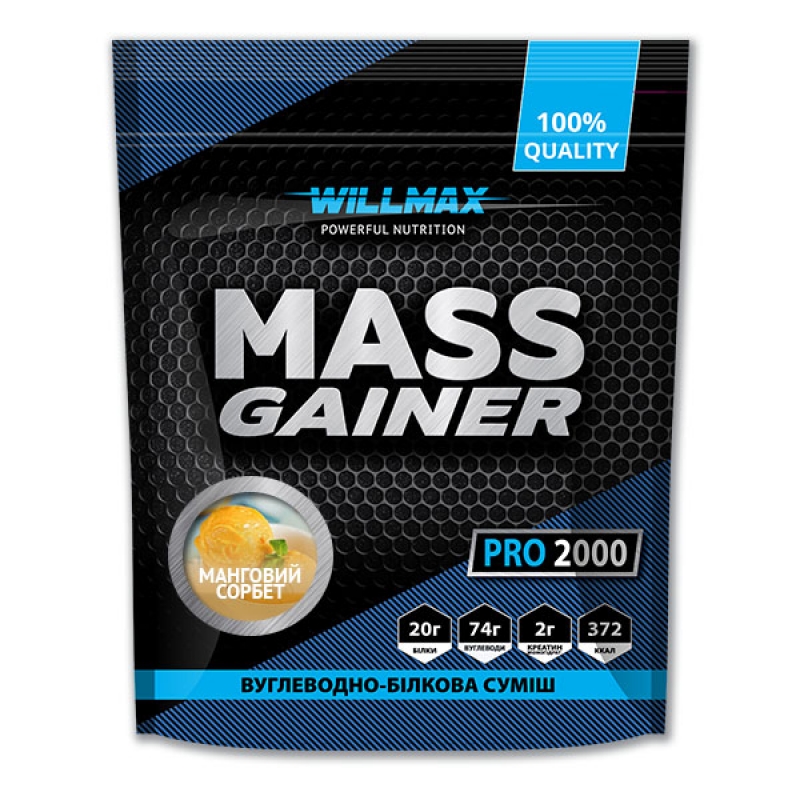 100%
QUALITY
WILLMAX
POWERFUL NUTRITION
MASS
GAINER
МАНГОВИЙ
СОРБЕТ
PRO 2000
20г
БІЛКИ
74г
ВУГЛЕВОДИ
2г
КРЕАТИН
МОНОГІДРАТ
372
ККАЛ
ВУГЛЕВОДНО-БІЛКОВА СУМІШ